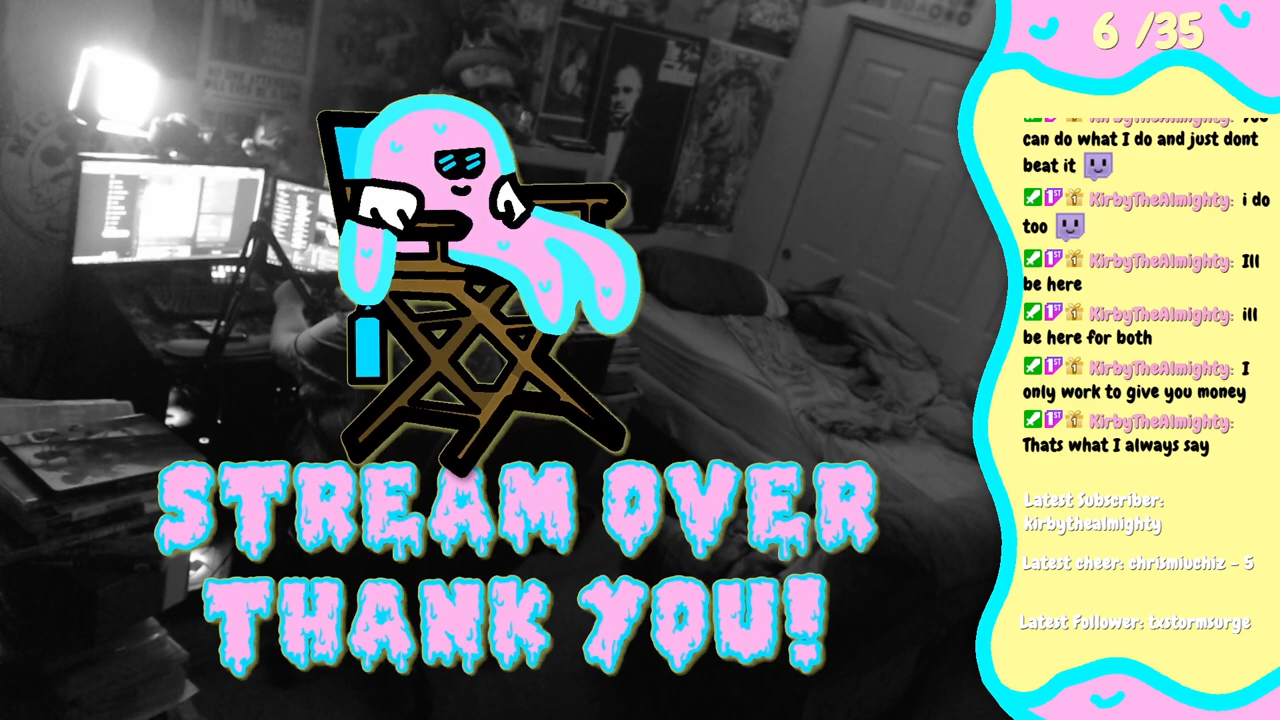 6 /35
KirbyTheAlmighty: You
can do what I do and just dont
beat it
KirbyTheAlmighty: i do
too
KirbyTheAlmighty: Ill
be here
KirbyTheAlmighty: ill
be here for both
KirbyTheAlmighty: I
only work to give you money
KirbyTheAlmighty:
Thats what I always say
STREAM OVER
THANK YOU!
Latest Subscriber:
kirbythealmighty
Latest cheer: chrismiuchiz - 5
Latest Follower: txstormsurge